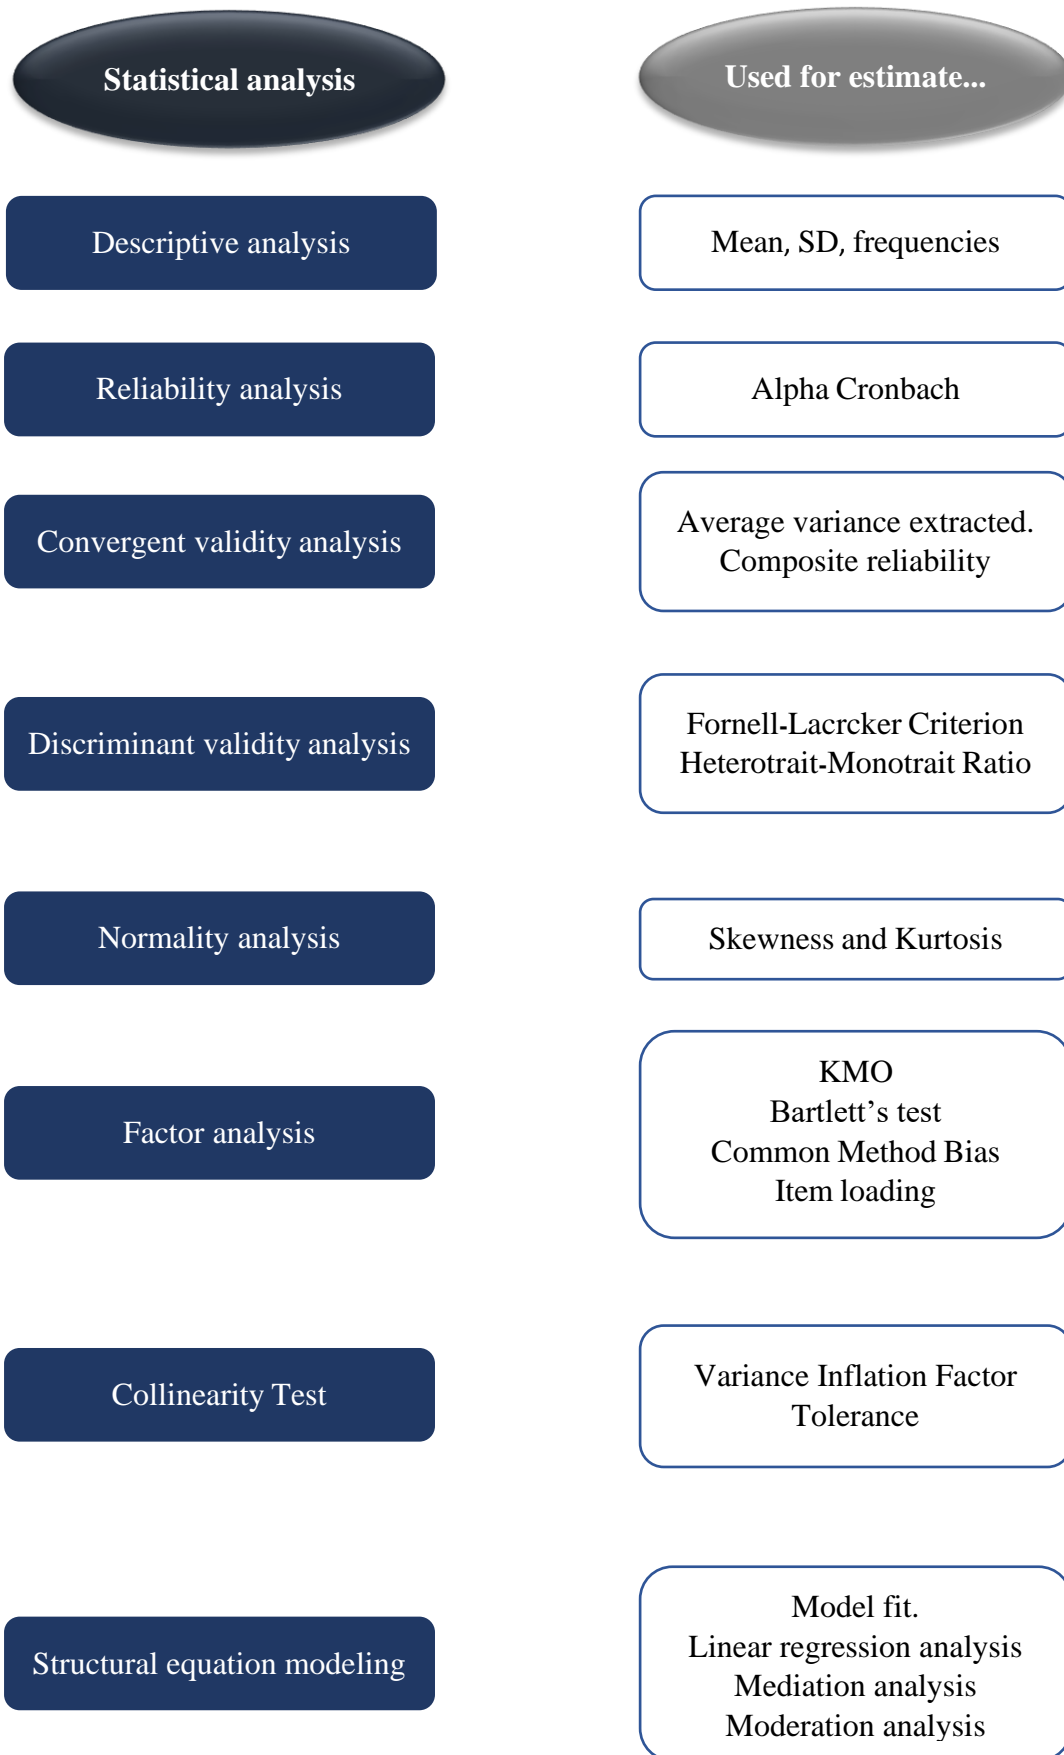 Statistical analysis
Used for estimate...
Descriptive analysis
Mean, SD, frequencies
Reliability analysis
Alpha Cronbach
Convergent validity analysis
Average variance extracted.
Composite reliability
Discriminant validity analysis
Fornell-Lacrcker Criterion
Heterotrait-Monotrait Ratio
Normality analysis
Skewness and Kurtosis
Factor analysis
KMO
Bartlett’s test
Common Method Bias
Item loading
Collinearity Test
Variance Inflation Factor
Tolerance
Structural equation modeling
Model fit.
Linear regression analysis
Mediation analysis
Moderation analysis